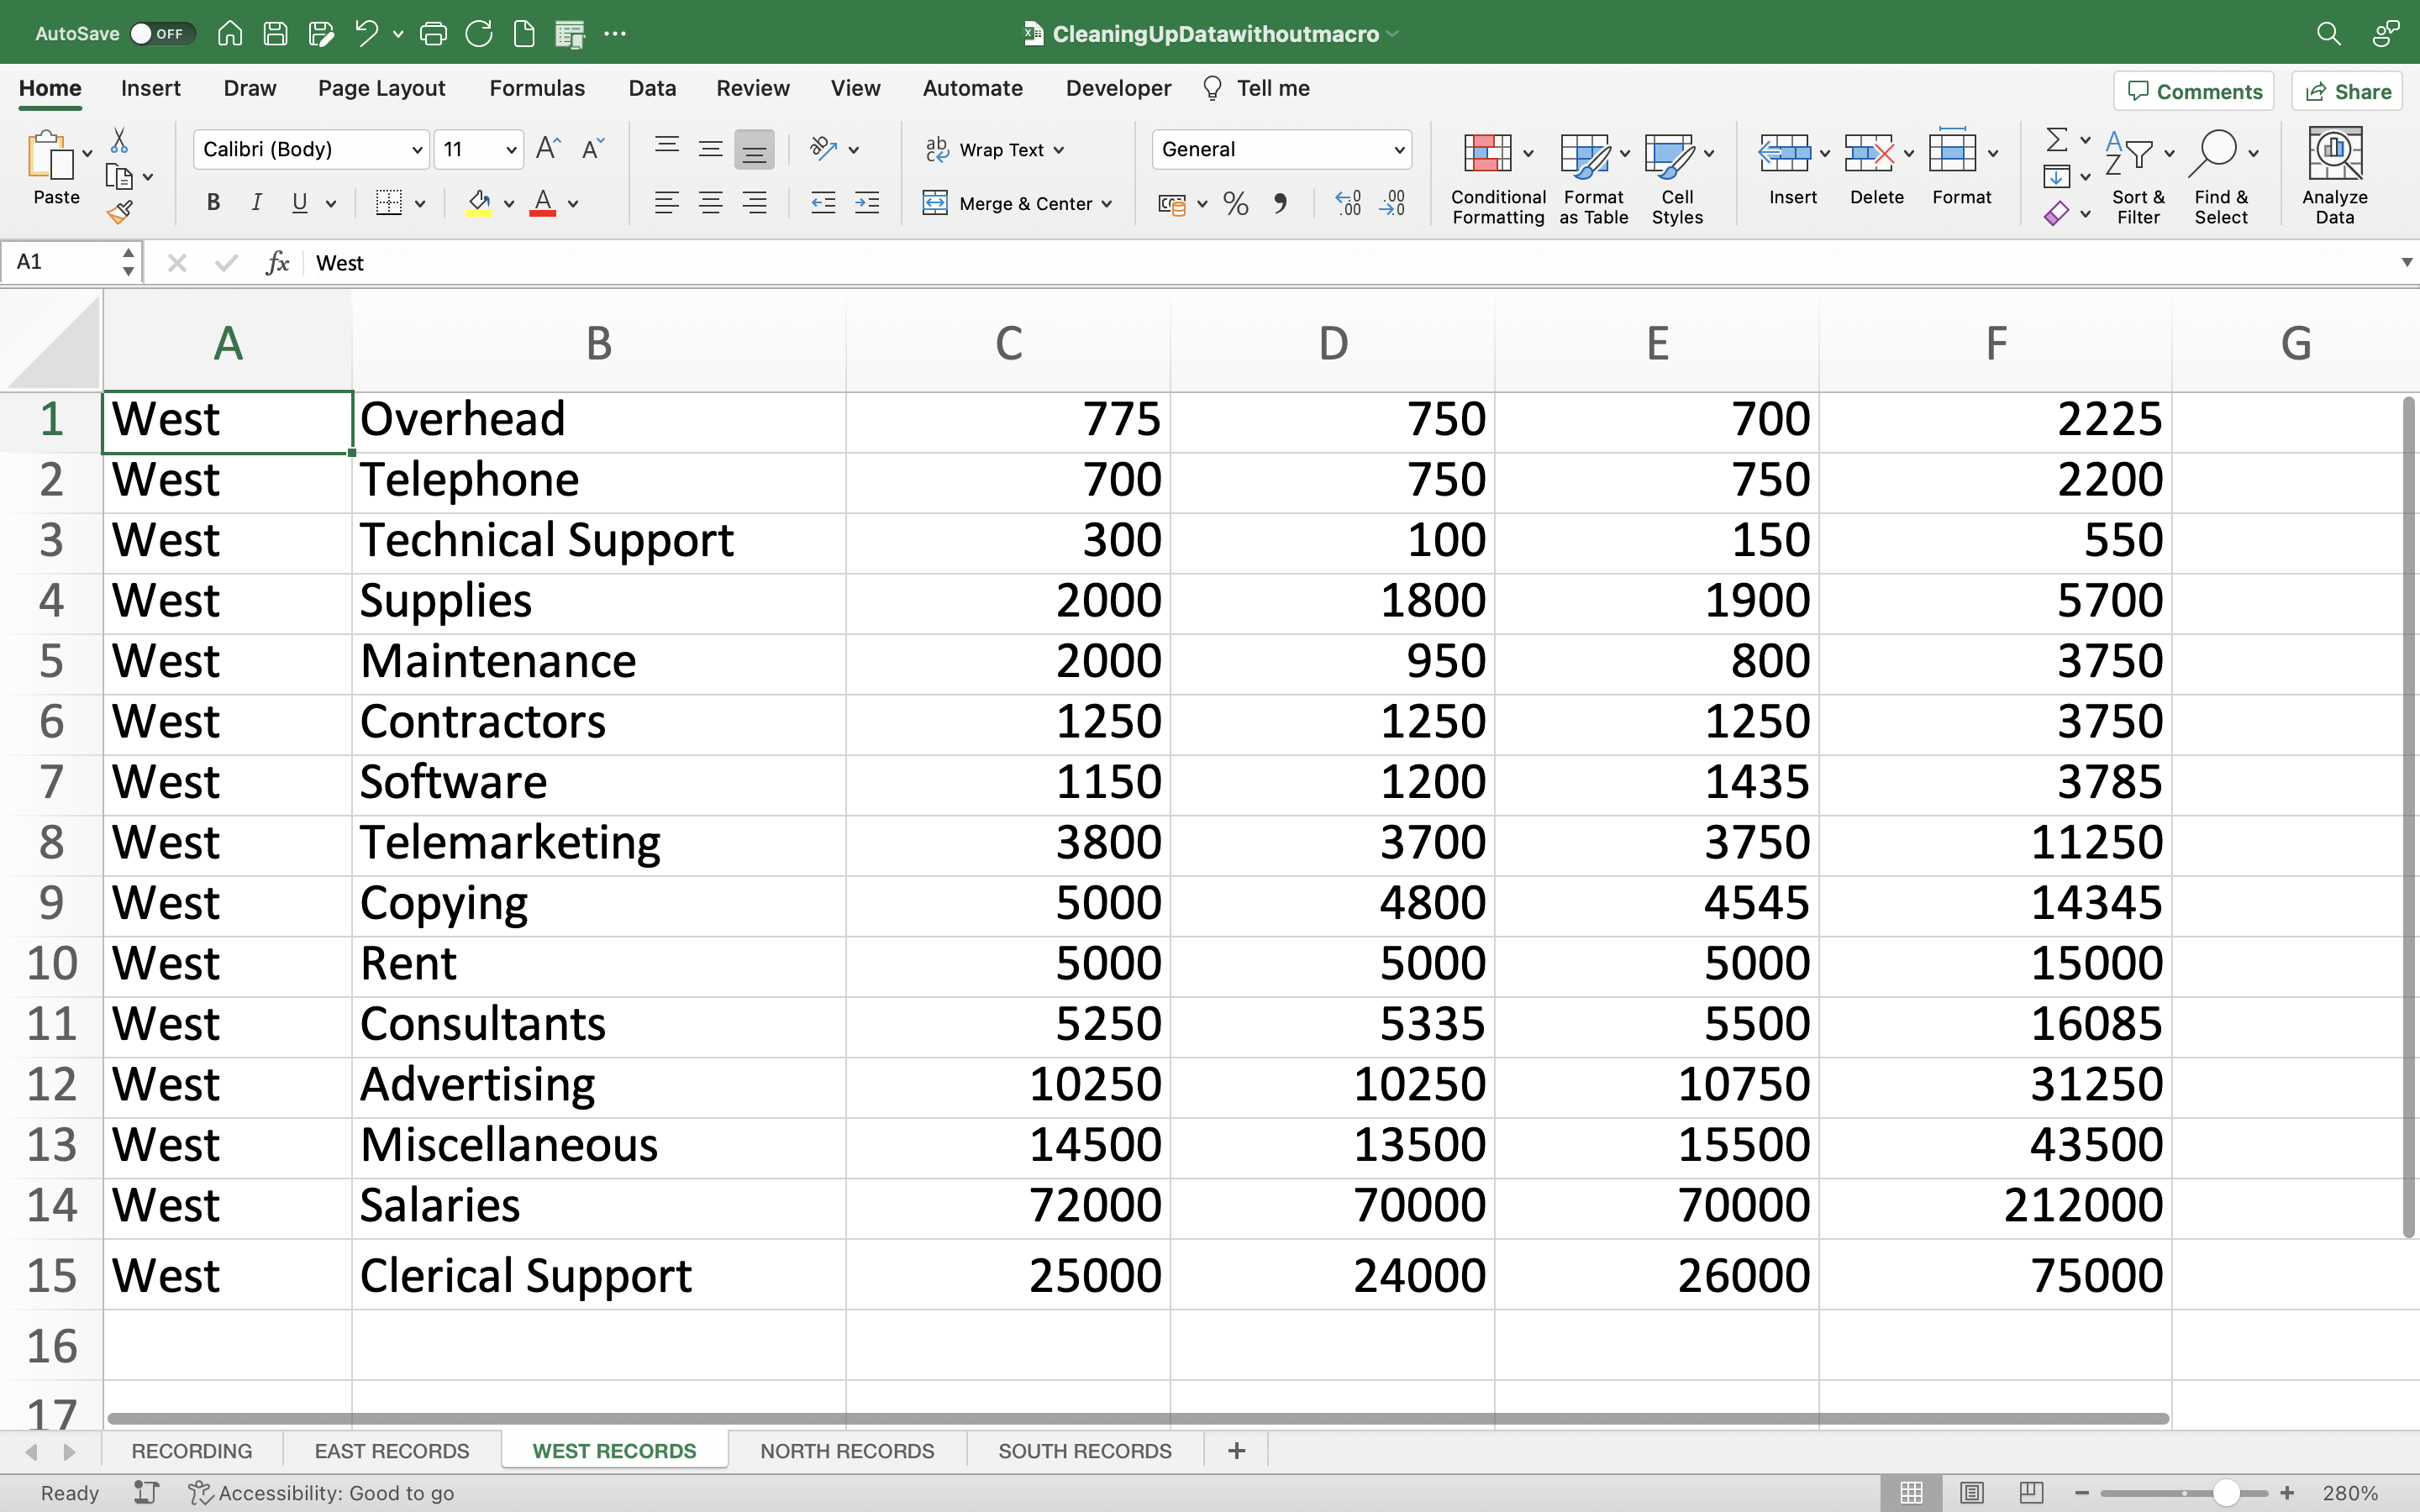 AutoSave OFF CleaningUpDatawithoutmacro
Home Insert Draw Page Layout Formulas Data Review View Automate Developer Tell me Comments Share
Paste Calibri (Body) 11 Wrap Text General
B I U Merge & Center % Conditional Formatting Format as Table Cell Styles Insert Delete Format Sort & Filter Find & Select Analyze Data
A1 fx West
A B C D E F G
1 West Overhead 775 750 700 2225
2 West Telephone 700 750 750 2200
3 West Technical Support 300 100 150 550
4 West Supplies 2000 1800 1900 5700
5 West Maintenance 2000 950 800 3750
6 West Contractors 1250 1250 1250 3750
7 West Software 1150 1200 1435 3785
8 West Telemarketing 3800 3700 3750 11250
9 West Copying 5000 4800 4545 14345
10 West Rent 5000 5000 5000 15000
11 West Consultants 5250 5335 5500 16085
12 West Advertising 10250 10250 10750 31250
13 West Miscellaneous 14500 13500 15500 43500
14 West Salaries 72000 70000 70000 212000
15 West Clerical Support 25000 24000 26000 75000
16
17
RECORDING EAST RECORDS WEST RECORDS NORTH RECORDS SOUTH RECORDS +
Ready Accessibility: Good to go 280%